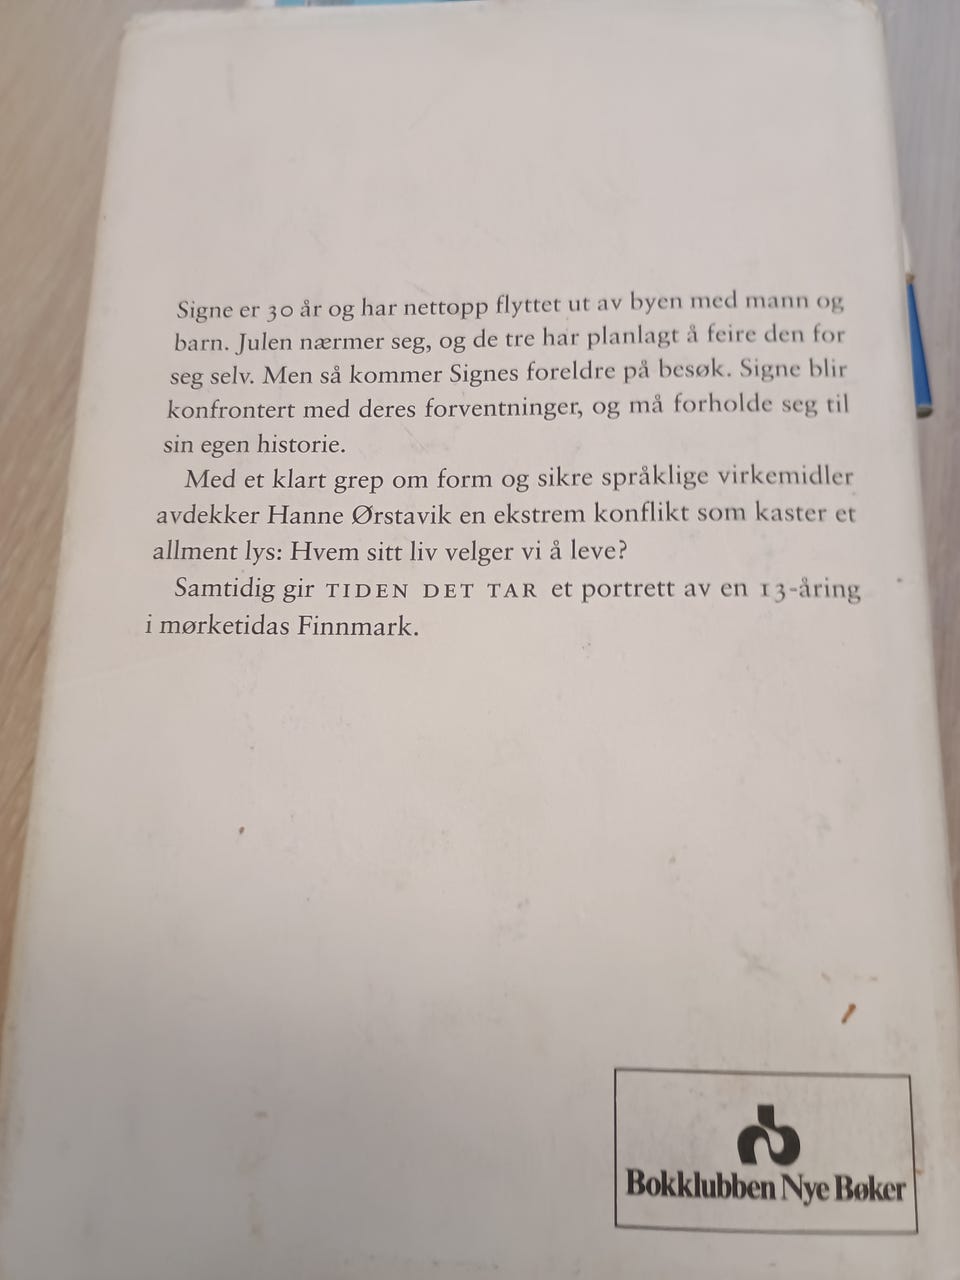 Signe er 30 år og har nettopp flyttet ut av byen med mann og
barn. Julen nærmer seg, og de tre har planlagt å feire den for
seg selv. Men så kommer Signes foreldre på besøk. Signe blir
konfrontert med deres forventninger, og må forholde seg til
sin egen historie.
Med et klart grep om form og sikre språklige virkemidler
avdekker Hanne Ørstavik en ekstrem konflikt som kaster et
allment lys: Hvem sitt liv velger vi å leve?
Samtidig gir TIDEN DET TAR et portrett av en 13-åring
i mørketidas Finnmark.
Bokklubben Nye Bøker